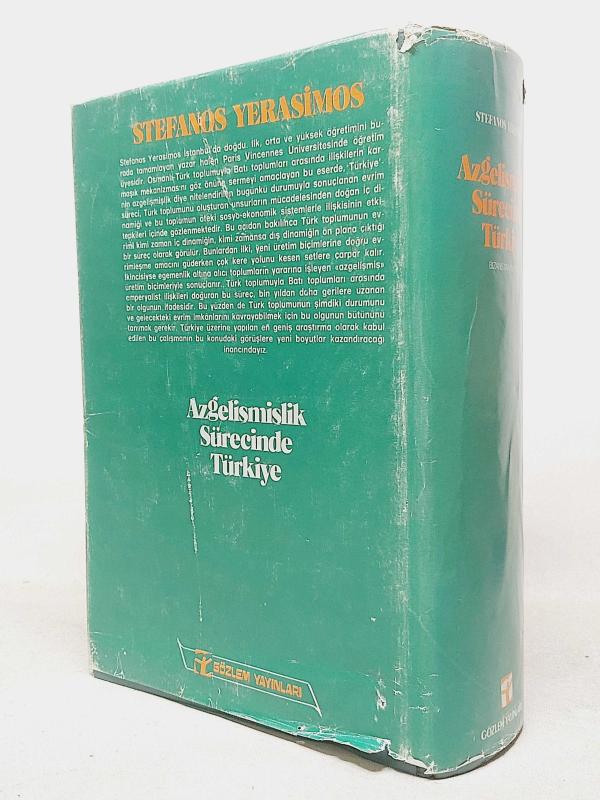 STEFANOS YERASİMOS
Stefanos Yerasimos İstanbul'da doğdu. İlk, orta ve yüksek öğretimini bu-
rada tamamlayan yazar halen Paris Vincennes Üniversitesinde öğretim
üyesidir. Osmanlı-Türk toplumuyla Batı toplumları arasında ilişkilerin kar-
maşık mekanizmasını göz önüne sermeyi amaçlayan bu eserde, Türkiye'-
nin azgelişmişlik diye nitelendirilen bugünkü durumuyla sonuçlanan evrim
süreci, Türk toplumunu oluşturan unsurların mücadelesinden doğan iç di-
namiği ve bu toplumun öteki sosyo-ekonomik sistemlerle ilişkisinin etki-
tepkileri içinde gözlenmektedir. Bu açıdan bakılınca Türk toplumunun ev-
rimi kimi zaman iç dinamiğin, kimi zamansa dış dinamiğin ön plana çıktığı
bir süreç olarak görülür. Bunlardan ilki, yeni üretim biçimlerine doğru ev-
rimleşme amacını güderken çok kere yolunu kesen setlere çarpar kalır.
İkincisiyse egemenlik altına alıcı toplumların yararına işleyen «azgelişmiş»
üretim biçimleriyle sonuçlanır. Türk toplumuyla Batı toplumları arasında
emperyalist ilişkileri doğuran bu süreç, bin yıldan daha gerilere uzanan
bir olgunun ifadesidir. Bu yüzden de Türk toplumunun şimdiki durumunu
ve gelecekteki evrim imkânlarını kavrayabilmek için bu olgunun bütününü
tanımak gerekir. Türkiye üzerine yapılan en geniş araştırma olarak kabul
edilen bu çalışmanın bu konudaki görüşlere yeni boyutlar kazandıracağı
inancındayız.
Azgelişmişlik
Sürecinde
Türkiye
GÖZLEM YAYINLARI
STEFANOS
Azgelişm
Sürecin
Türki
GÖZLEM YAYINLARI